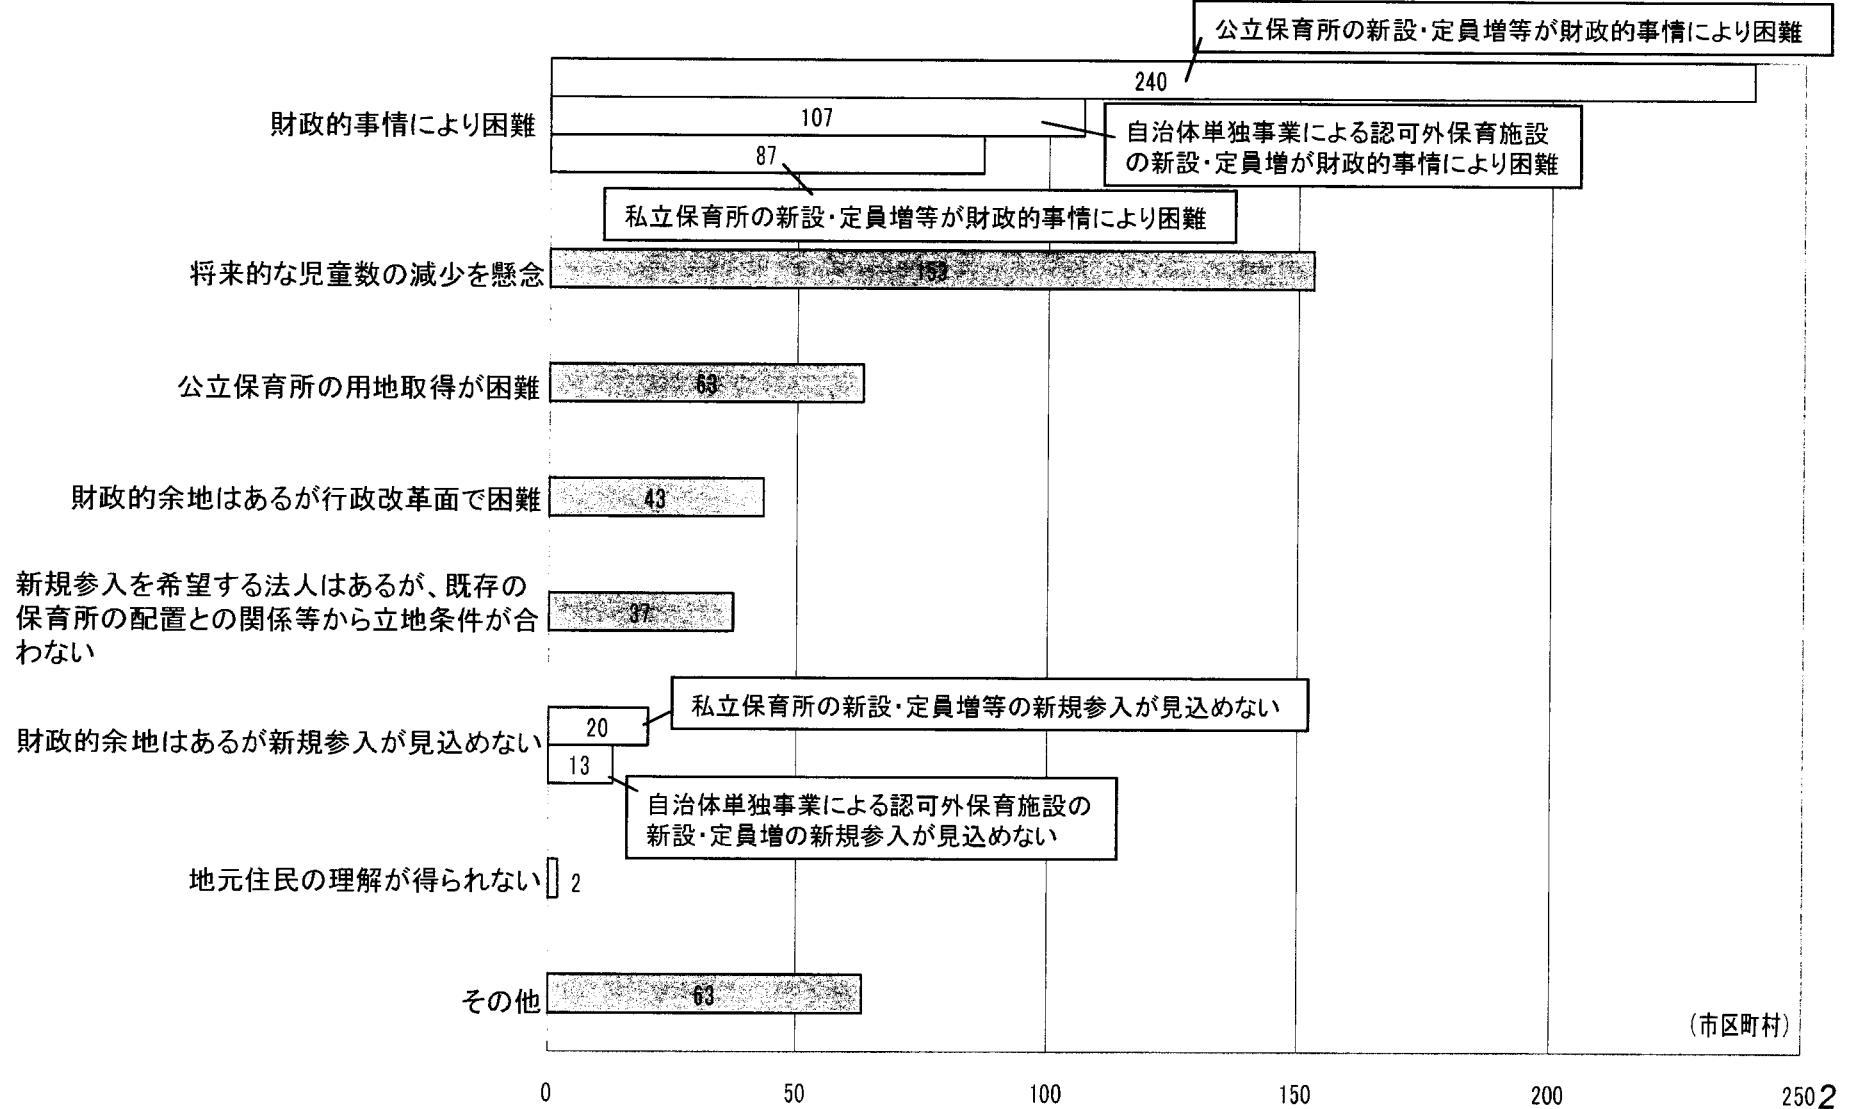 公立保育所の新設・定員増等が財政的事情により困難
240
財政的事情により困難
107
自治体単独事業による認可外保育施設
の新設・定員増が財政的事情により困難
87
私立保育所の新設・定員増等が財政的事情により困難
将来的な児童数の減少を懸念
153
公立保育所の用地取得が困難
63
財政的余地はあるが行政改革面で困難
43
新規参入を希望する法人はあるが、既存の
保育所の配置との関係等から立地条件が合
わない
37
私立保育所の新設・定員増等の新規参入が見込めない
20
財政的余地はあるが新規参入が見込めない
13
自治体単独事業による認可外保育施設の
新設・定員増の新規参入が見込めない
地元住民の理解が得られない
2
その他
63
(市区町村)
0 50 100 150 200 250
2